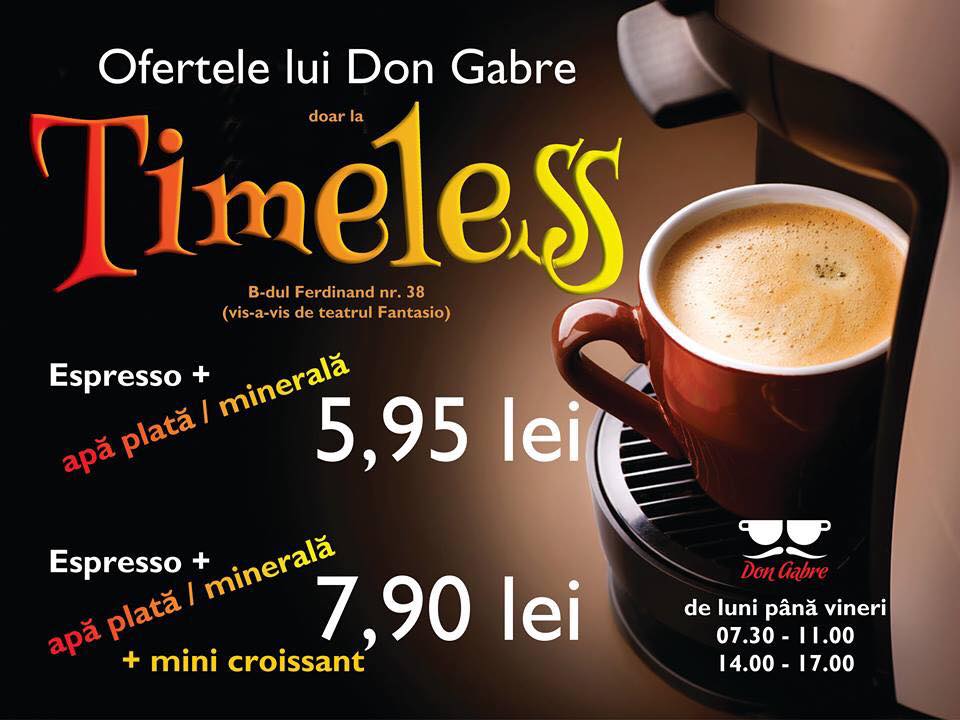 Ofertele lui Don Gabre
doar la
Timeless
B-dul Ferdinand nr. 38
(vis-a-vis de teatrul Fantasio)
Espresso +
apă plată / minerală
5,95 lei
Espresso +
apă plată / minerală
+ mini croissant
7,90 lei
Don Gabre
de luni până vineri
07.30 - 11.00
14.00 - 17.00